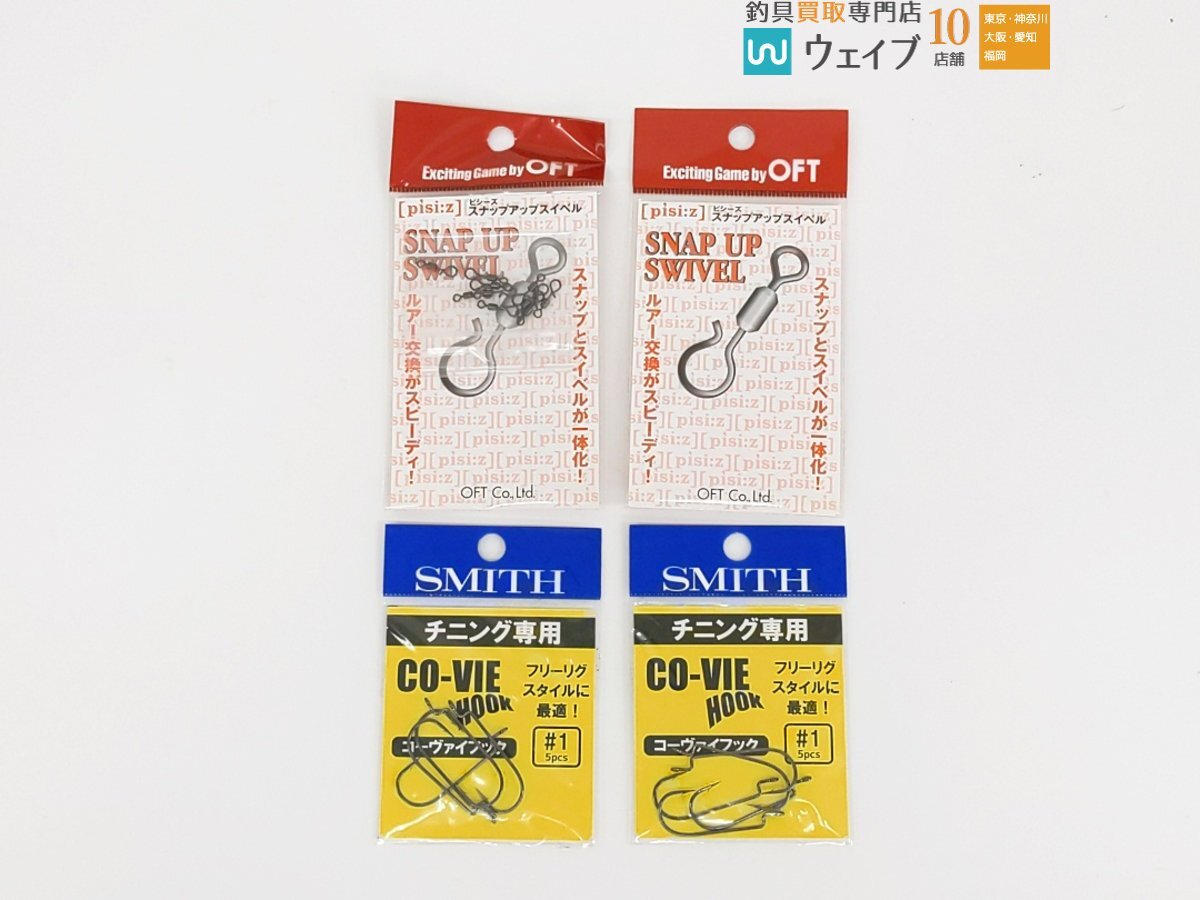 釣具買取専門店
ウェイブ
10
店舗
東京・神奈川
大阪・愛知
福岡
Exciting Game by OFT
[pisi:z]
ピシーズ
スナップアップスイベル
SNAP UP
SWIVEL
スナップとスイベルが一体化!
ルアー交換がスピーディ!
OFT Co.,Ltd.
Exciting Game by OFT
[pisi:z]
ピシーズ
スナップアップスイベル
SNAP UP
SWIVEL
スナップとスイベルが一体化!
ルアー交換がスピーディ!
OFT Co.,Ltd.
SMITH
チニング専用
CO-VIE
HOOK
フリーリグ
スタイルに
最適!
コーヴァイフック
#1
5pcs
SMITH
チニング専用
CO-VIE
HOOK
フリーリグ
スタイルに
最適!
コーヴァイフック
#1
5pcs